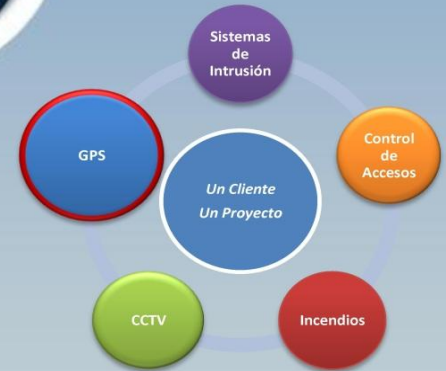 Sistemas
de
Intrusión
Control
de
Accesos
GPS
Un Cliente
Un Proyecto
CCTV
Incendios